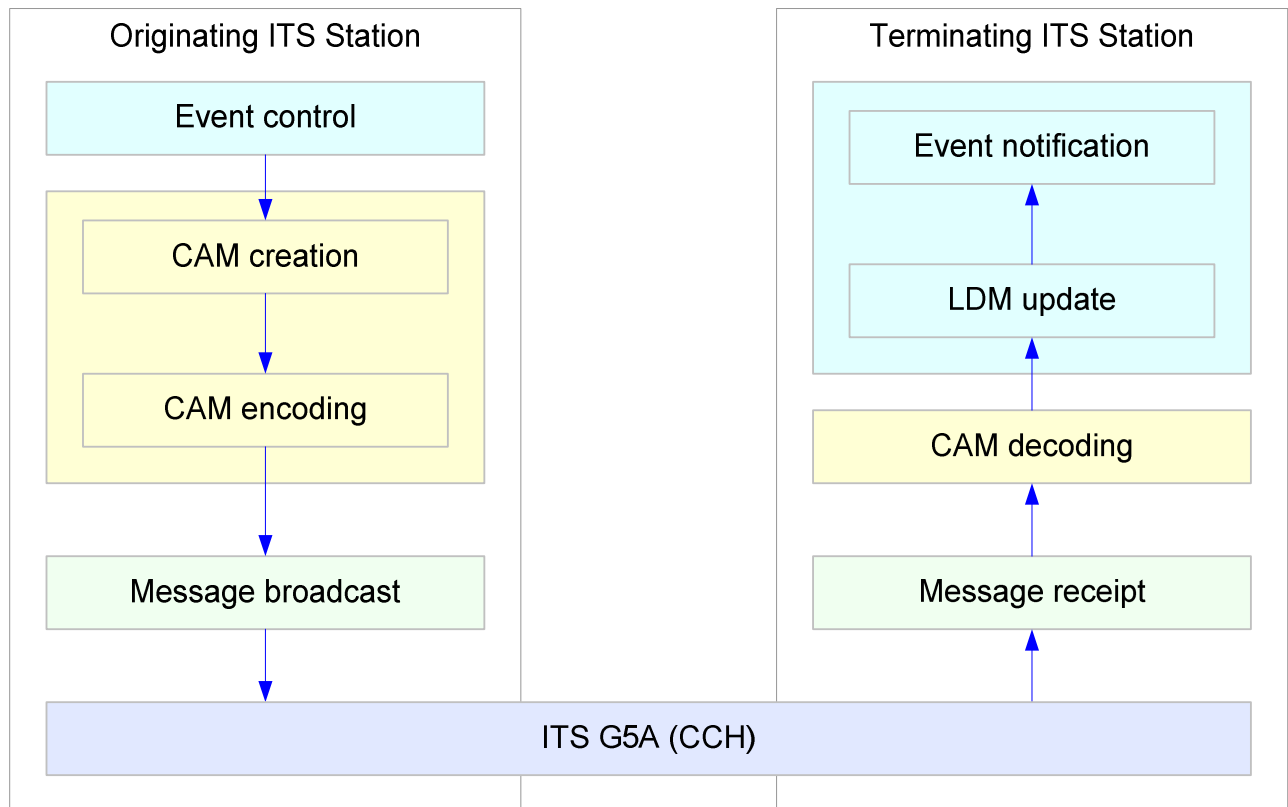 Originating ITS Station
Event control
CAM creation
CAM encoding
Message broadcast
Terminating ITS Station
Event notification
LDM update
CAM decoding
Message receipt
ITS G5A (CCH)